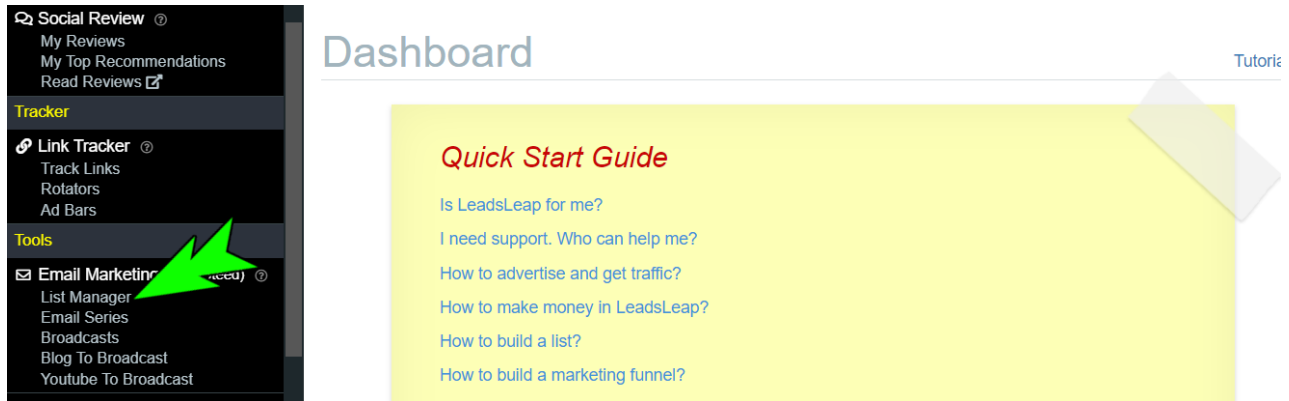 Social Review
My Reviews
My Top Recommendations
Read Reviews
Tracker
Link Tracker
Track Links
Rotators
Ad Bars
Tools
Email Marketing
List Manager
Email Series
Broadcasts
Blog To Broadcast
Youtube To Broadcast
Dashboard
Quick Start Guide
Is LeadsLeap for me?
I need support. Who can help me?
How to advertise and get traffic?
How to make money in LeadsLeap?
How to build a list?
How to build a marketing funnel?